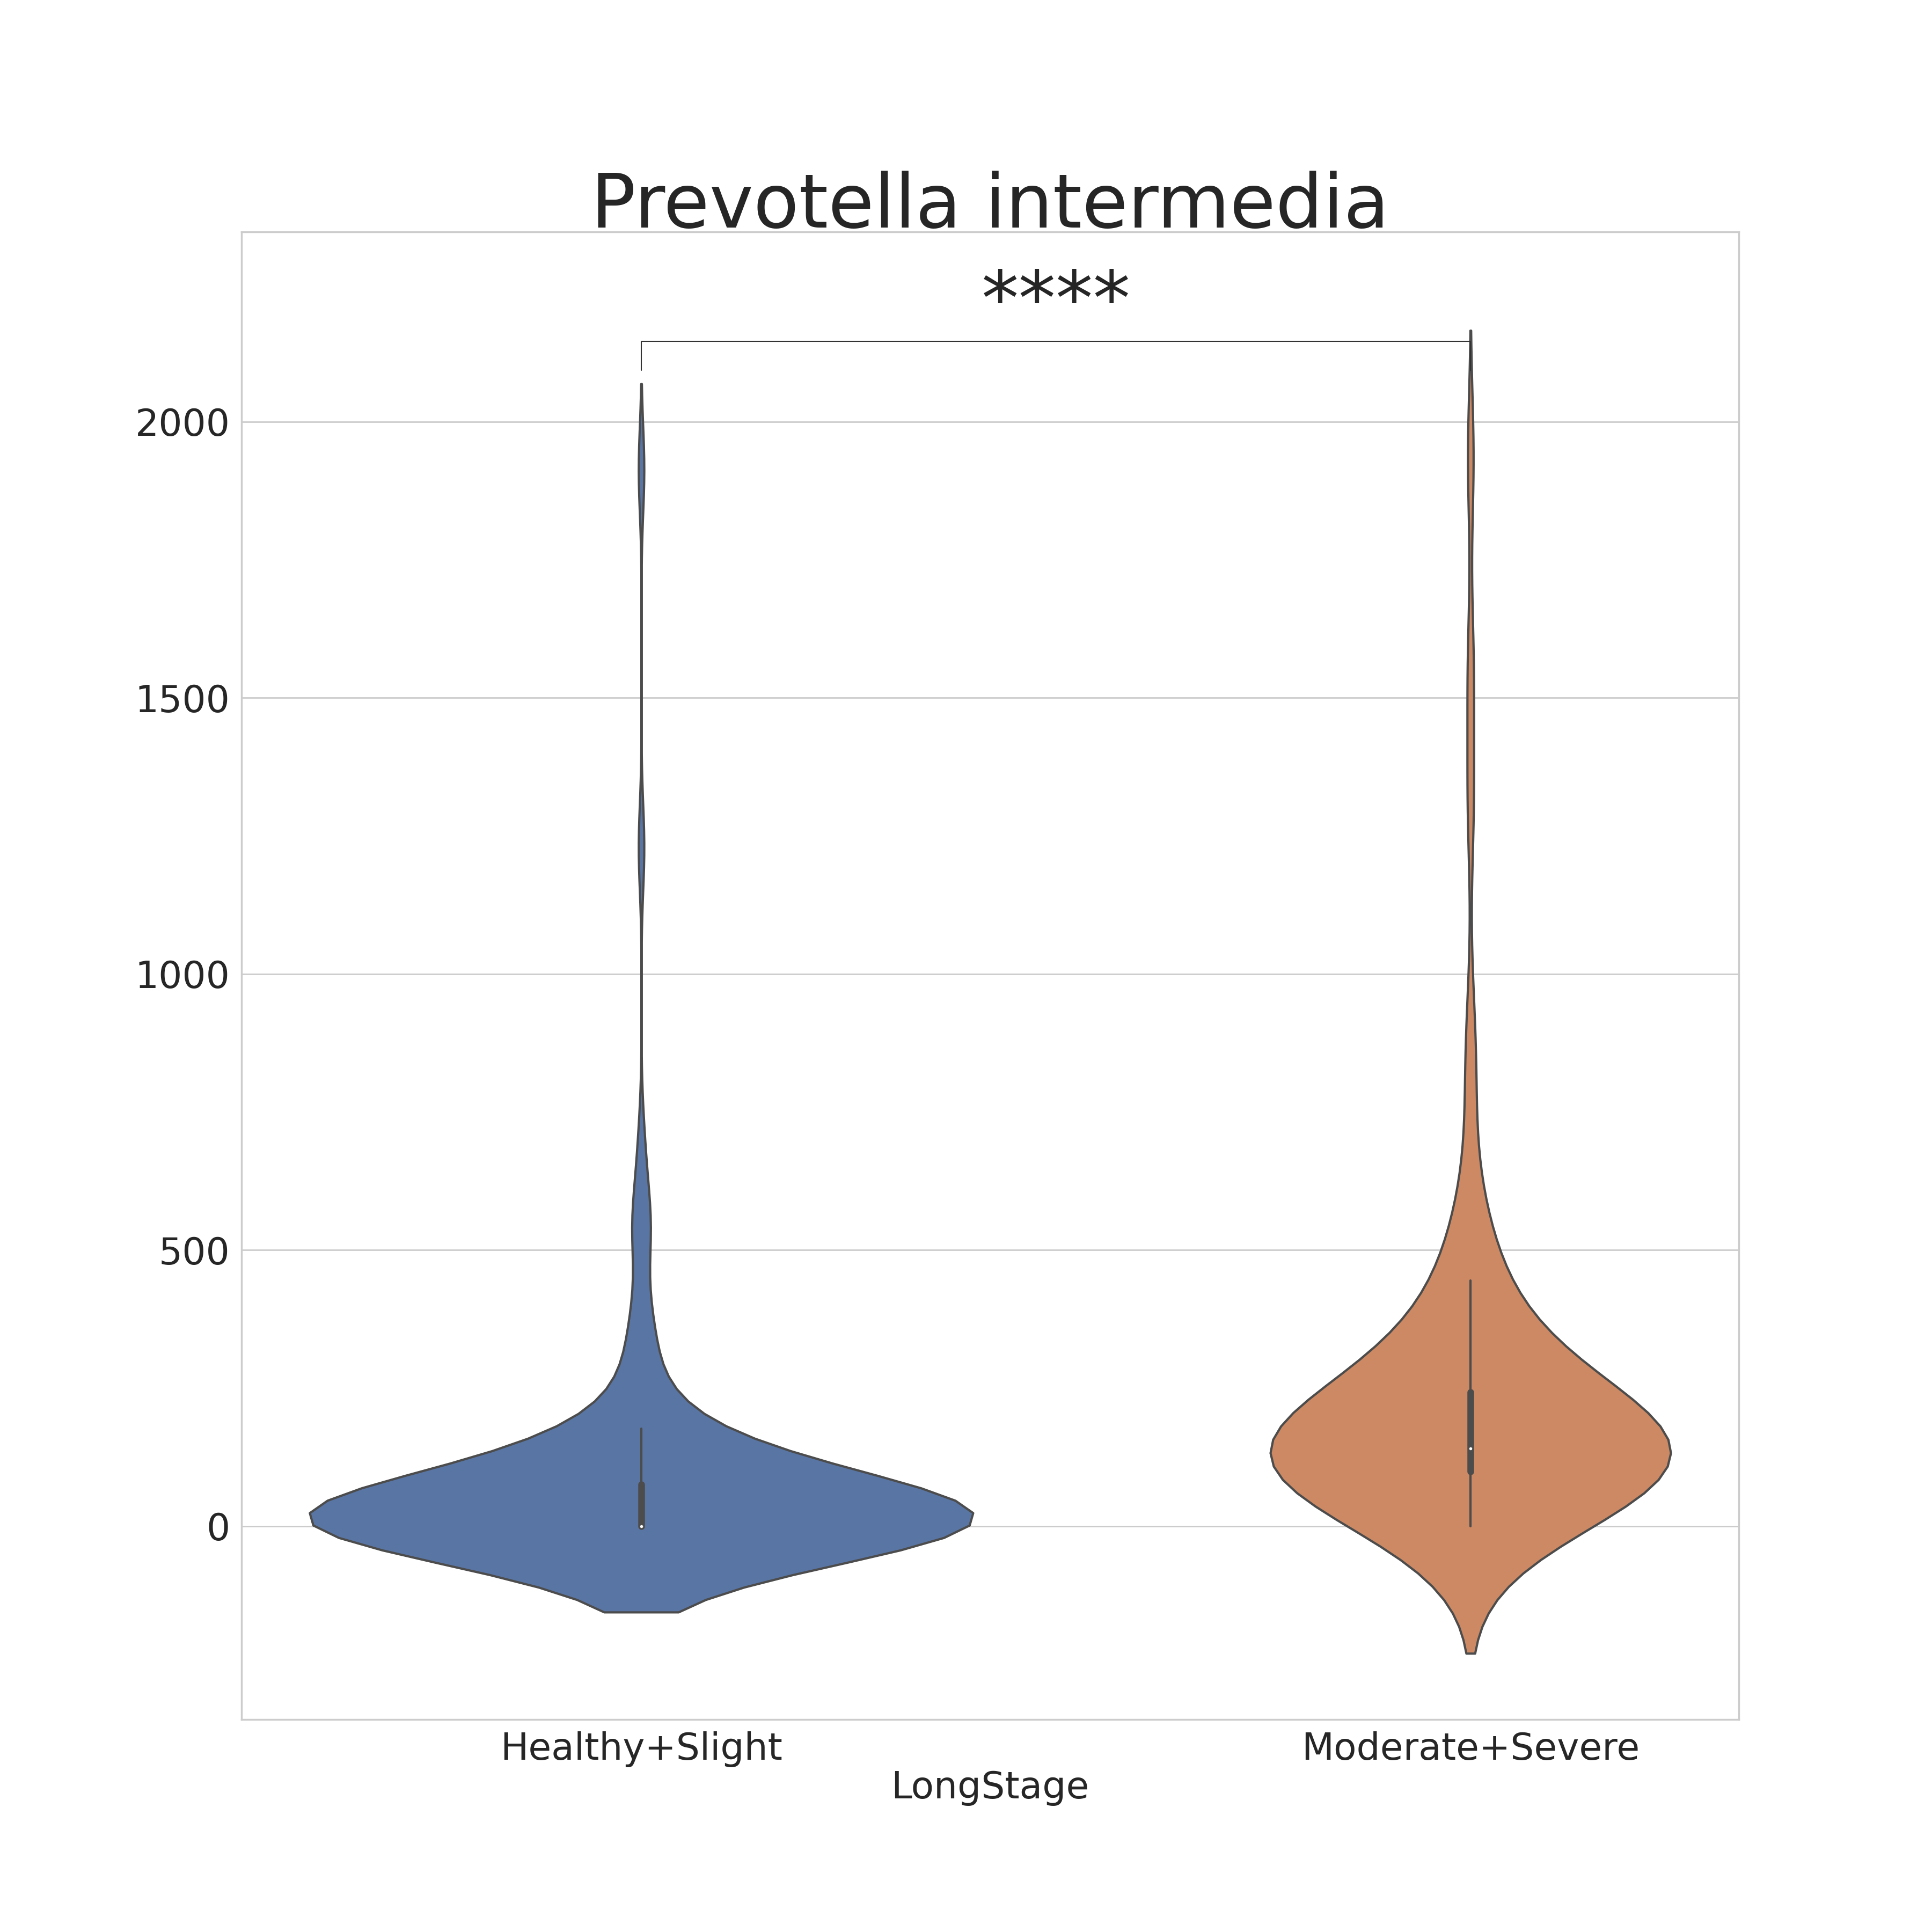 Prevotella intermedia
****
2000
1500
1000
500
0
Healthy+Slight Moderate+Severe
LongStage